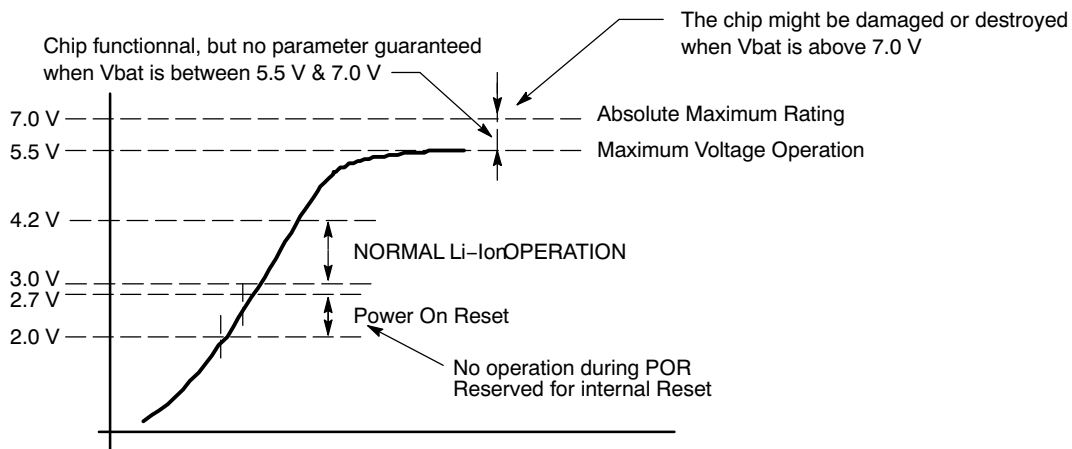 The chip might be damaged or destroyed
when Vbat is above 7.0 V
Chip functionnal, but no parameter guaranteed
when Vbat is between 5.5 V & 7.0 V
7.0 V
Absolute Maximum Rating
5.5 V
Maximum Voltage Operation
4.2 V
NORMAL Li–IonOPERATION
3.0 V
2.7 V
Power On Reset
2.0 V
No operation during POR
Reserved for internal Reset